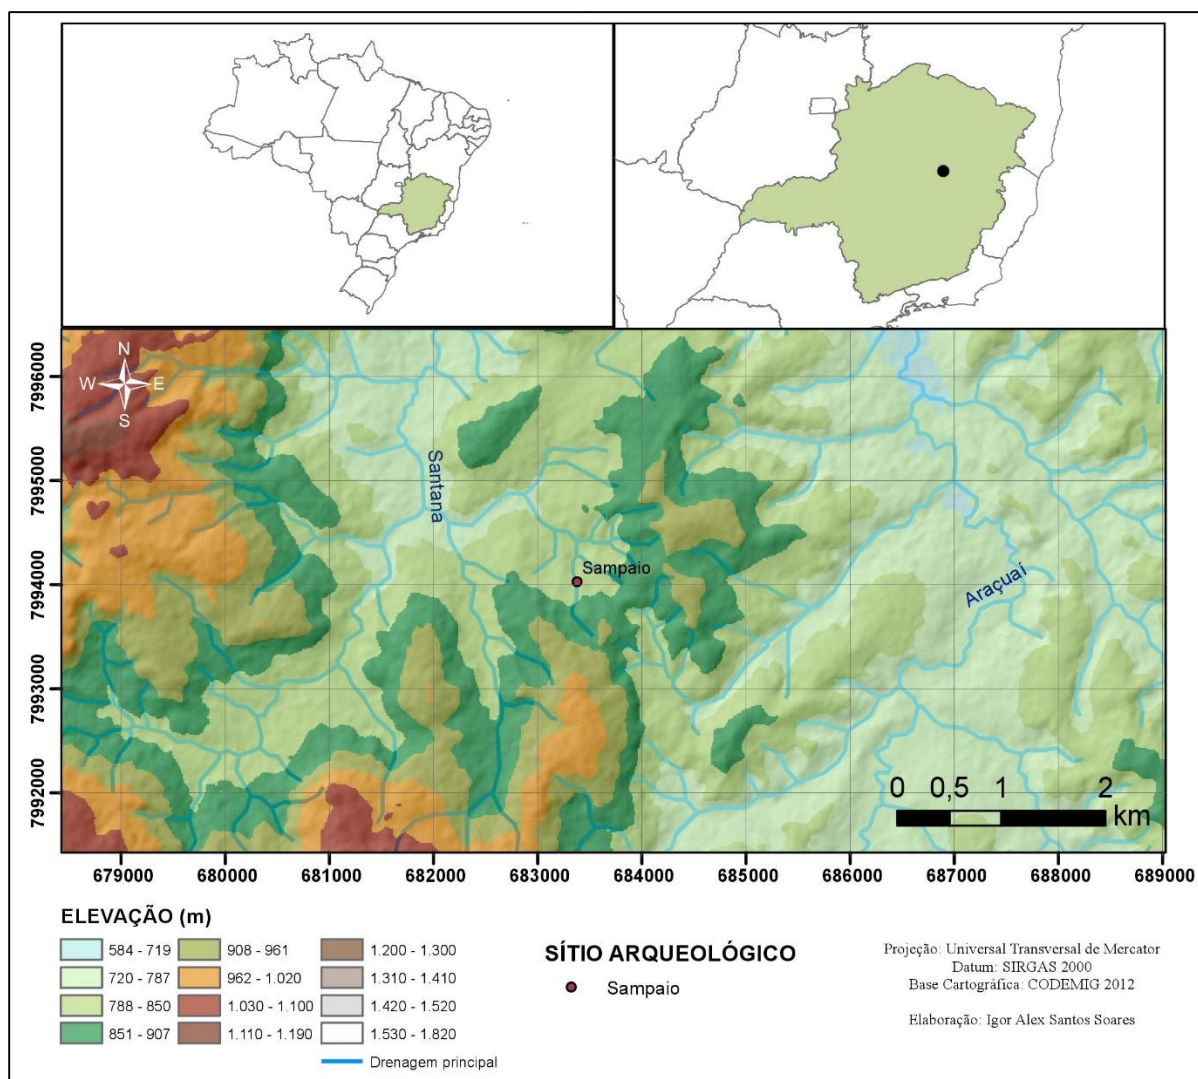 N
W E
S
7996000
7995000
7994000
7993000
7992000
Santana
Sampaio
Araçuaí
0 0,5 1 2
km
679000 680000 681000 682000 683000 684000 685000 686000 687000 688000 689000
ELEVAÇÃO (m)
584 - 719
720 - 787
788 - 850
851 - 907
908 - 961
962 - 1.020
1.030 - 1.100
1.110 - 1.190
1.200 - 1.300
1.310 - 1.410
1.420 - 1.520
1.530 - 1.820
Drenagem principal
SÍTIO ARQUEOLÓGICO
Sampaio
Projeção: Universal Transversal de Mercator
Datum: SIRGAS 2000
Base Cartográfica: CODEMIG 2012
Elaboração: Igor Alex Santos Soares